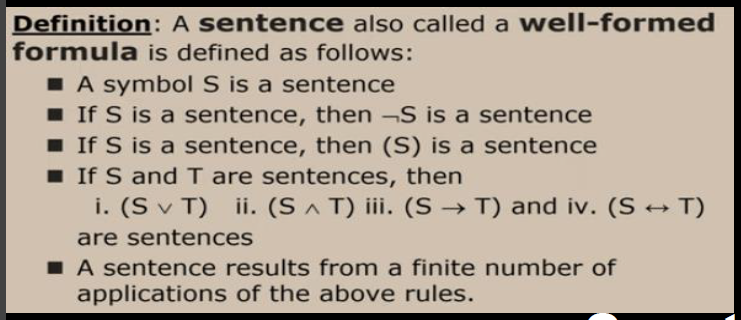 Definition: A sentence also called a well-formed
formula is defined as follows:
■ A symbol S is a sentence
■ If S is a sentence, then ¬S is a sentence
■ If S is a sentence, then (S) is a sentence
■ If S and T are sentences, then
i. (S ∨ T) ii. (S ∧ T) iii. (S → T) and iv. (S ↔ T)
are sentences
■ A sentence results from a finite number of
applications of the above rules.